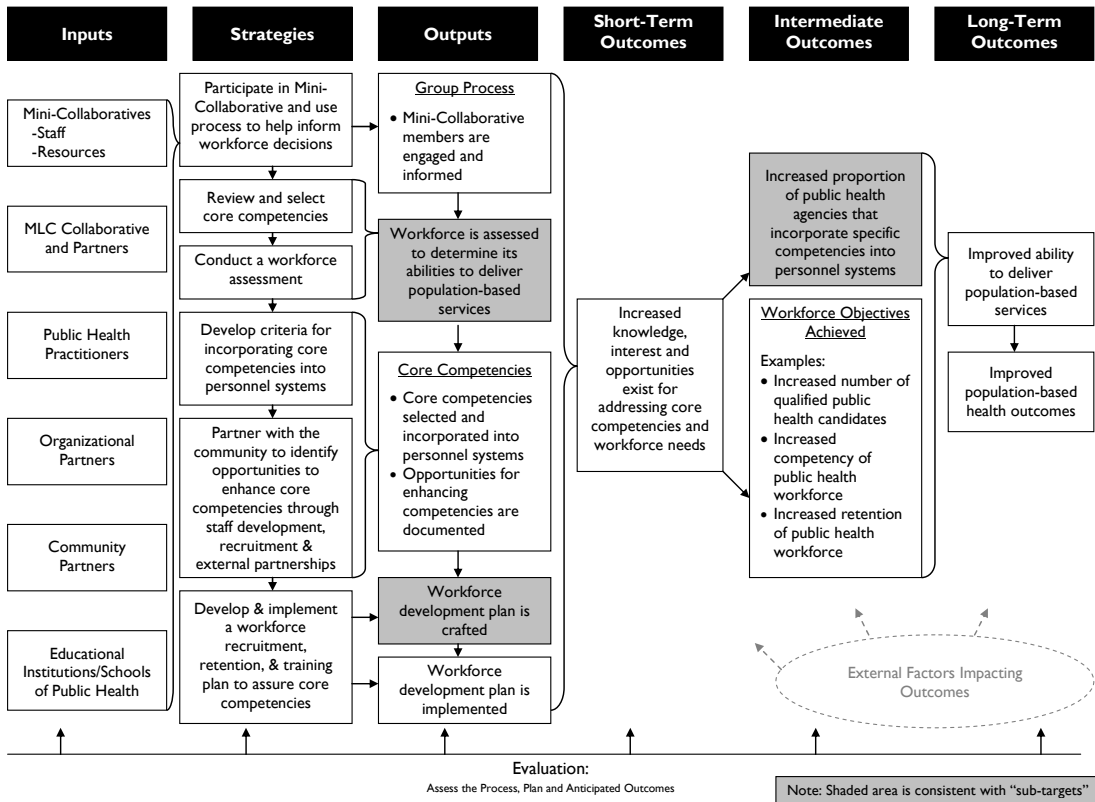 Inputs
Strategies
Outputs
Short-Term
Outcomes
Intermediate
Outcomes
Long-Term
Outcomes
Mini-Collaboratives
-Staff
-Resources
MLC Collaborative
and Partners
Public Health
Practitioners
Organizational
Partners
Community
Partners
Educational
Institutions/Schools
of Public Health
Participate in Mini-
Collaborative and use
process to help inform
workforce decisions
Review and select
core competencies
Conduct a workforce
assessment
Develop criteria for
incorporating core
competencies into
personnel systems
Partner with the
community to identify
opportunities to
enhance core
competencies through
staff development,
recruitment &
external partnerships
Develop & implement
a workforce
recruitment,
retention, & training
plan to assure core
competencies
Group Process
• Mini-Collaborative
members are
engaged and
informed
Workforce is assessed
to determine its
abilities to deliver
population-based
services
Core Competencies
• Core competencies
selected and
incorporated into
personnel systems
• Opportunities for
enhancing
competencies are
documented
Workforce
development plan is
crafted
Workforce
development plan is
implemented
Increased
knowledge,
interest and
opportunities
exist for
addressing core
competencies and
workforce needs
Increased proportion
of public health
agencies that
incorporate specific
competencies into
personnel systems
Workforce Objectives
Achieved
Examples:
• Increased number of
qualified public
health candidates
• Increased
competency of
public health
workforce
• Increased retention
of public health
workforce
Improved ability
to deliver
population-based
services
Improved
population-based
health outcomes
External Factors Impacting
Outcomes
Evaluation:
Assess the Process, Plan and Anticipated Outcomes
Note: Shaded area is consistent with “sub-targets”